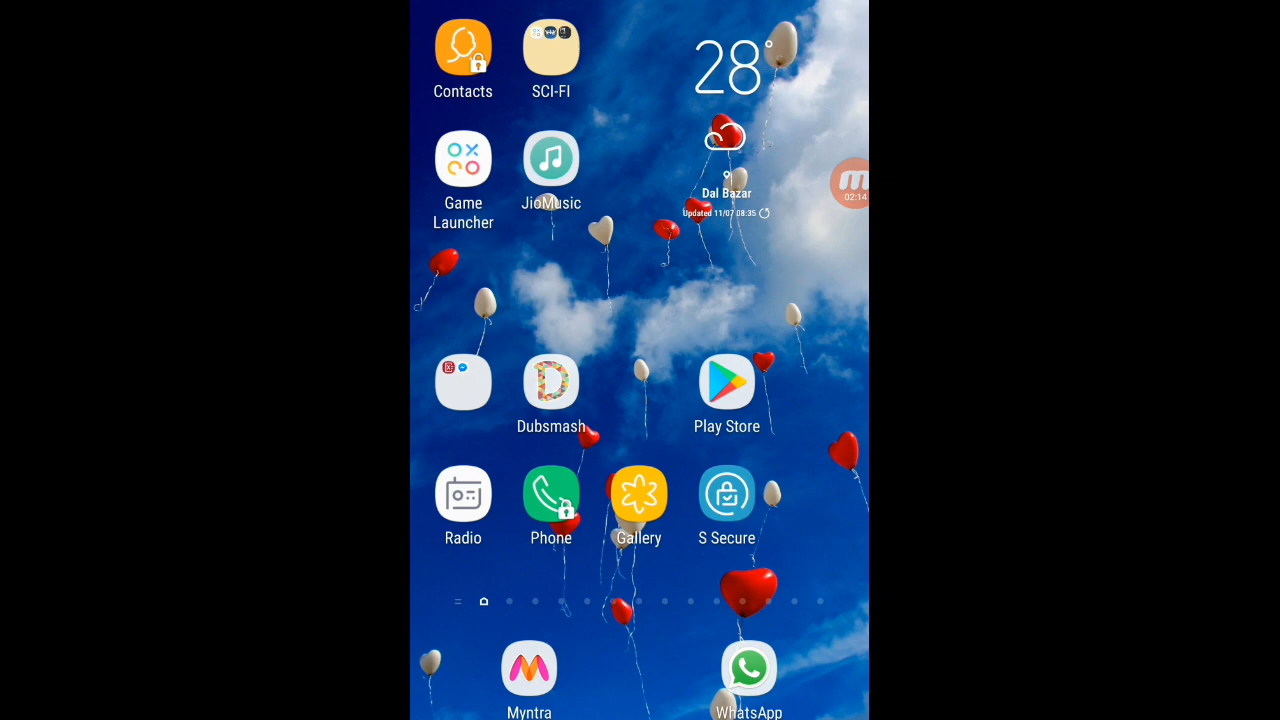 Contacts
SCI-FI
28°
Game
Launcher
JioMusic
Dal Bazar
Updated 11/07 08:35
02:14
Dubsmash
Play Store
Radio
Phone
Gallery
S Secure
Myntra
WhatsApp